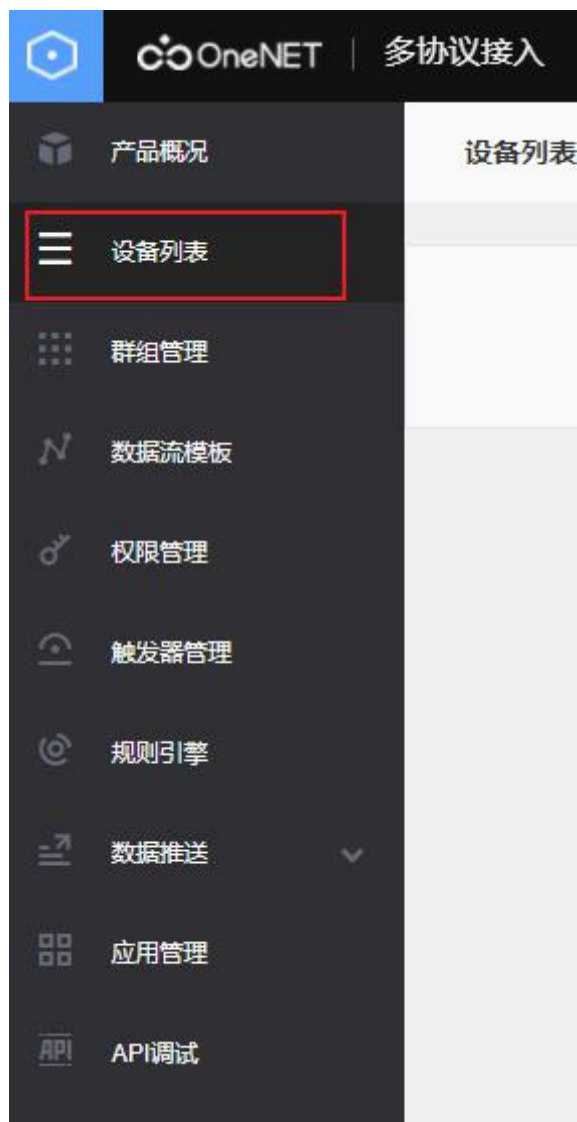 OneNET | 多协议接入
产品概况
设备列表
设备列表
群组管理
数据流模板
权限管理
触发器管理
规则引擎
数据推送
应用管理
API API调试